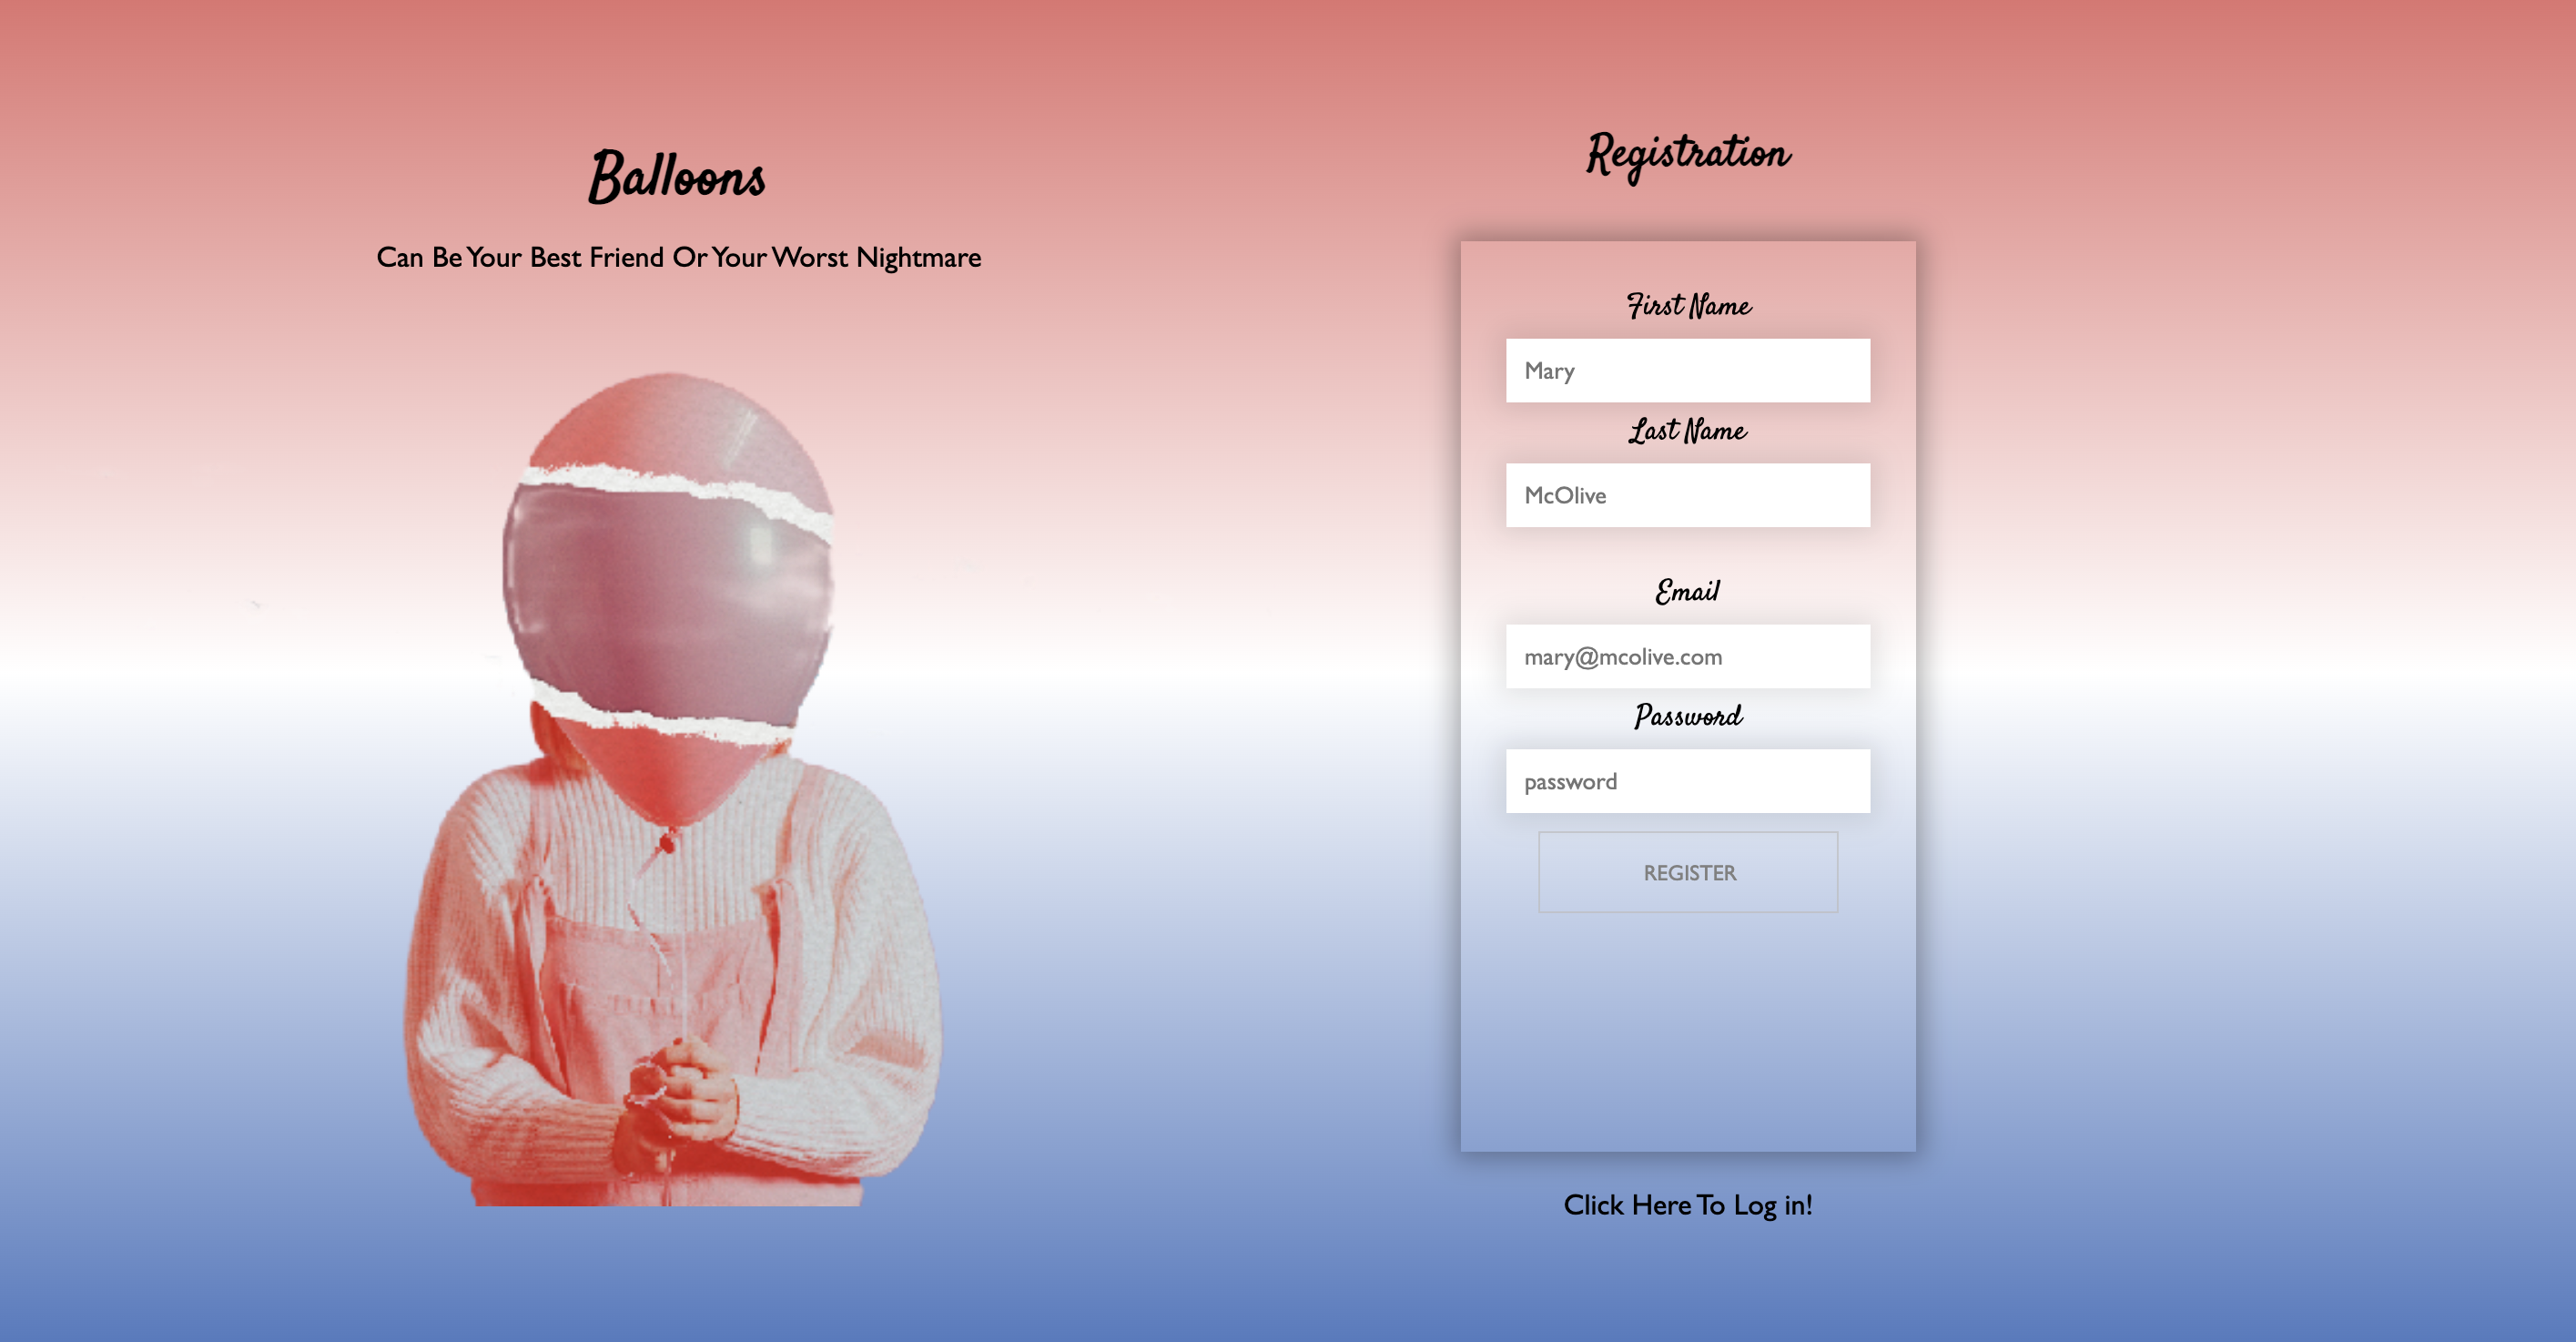 Balloons
Can Be Your Best Friend Or Your Worst Nightmare
Registration
First Name
Mary
Last Name
McOlive
Email
mary@mcolive.com
Password
password
REGISTER
Click Here To Log in!